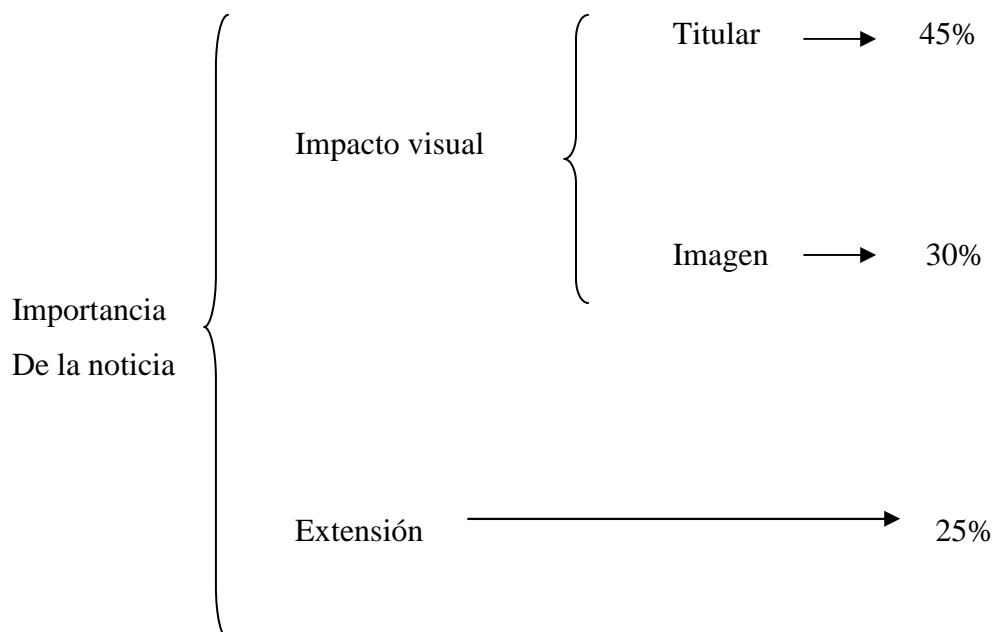 Titular 45%
Impacto visual
Imagen 30%
Importancia
De la noticia
Extensión 25%